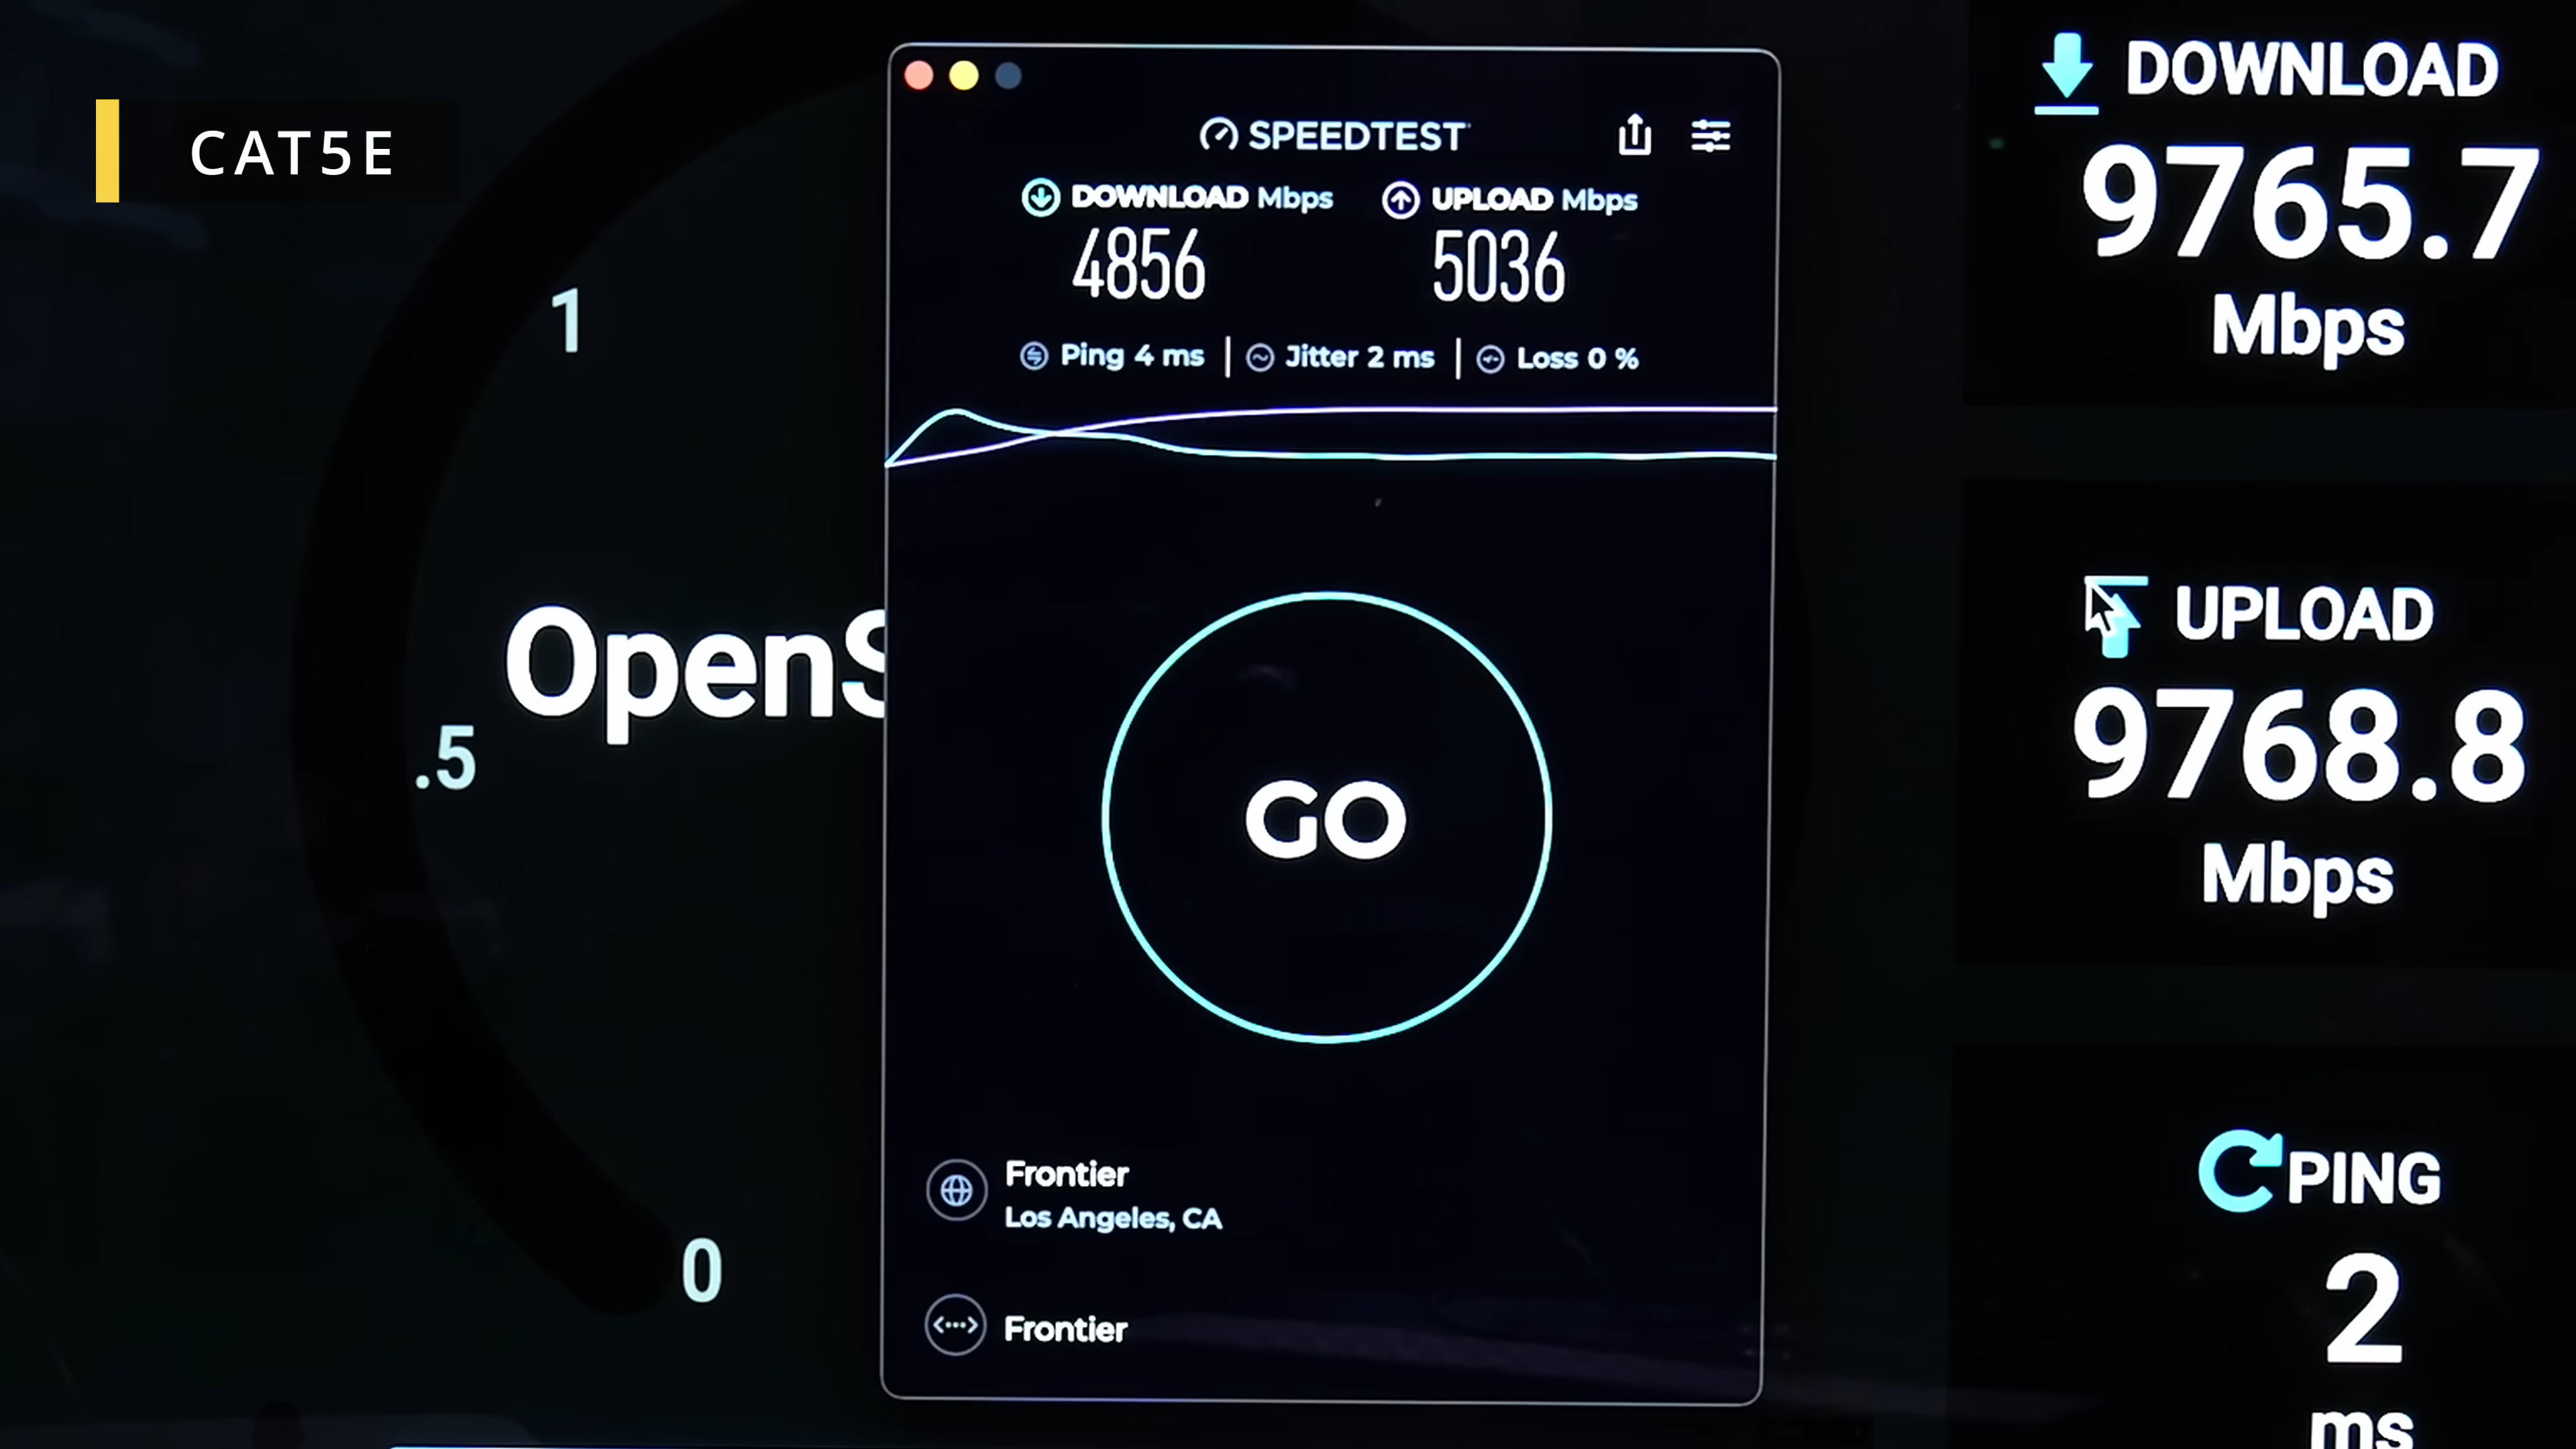 CAT5E
1
.5
0
OpenS
SPEEDTEST
DOWNLOAD Mbps
4856
UPLOAD Mbps
5036
Ping 4 ms
Jitter 2 ms
Loss 0 %
GO
Frontier
Los Angeles, CA
Frontier
DOWNLOAD
9765.7
Mbps
UPLOAD
9768.8
Mbps
PING
2
ms